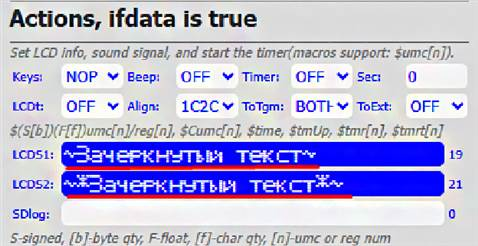 Actions, ifdata is true
Set LCD info, sound signal, and start the timer(macros support: $umc[n]).
Keys: NOP Beep: OFF Timer: OFF Sec: 0
LCDt: OFF Align: 1C2C ToTgm: BOTH ToExt: OFF
$(S[b])(F[f])umc[n]/reg[n], $Cumc[n], $time, $tmUp, $tmr[n], $tmrt[n]
LCDS1: ~Зачеркнутый текст~ 19
LCDS2: ~*Зачеркнутый текст*~ 21
SDlog: 0
S-signed, [b]-byte qty, F-float, [f]-char qty, [n]-umc or reg num